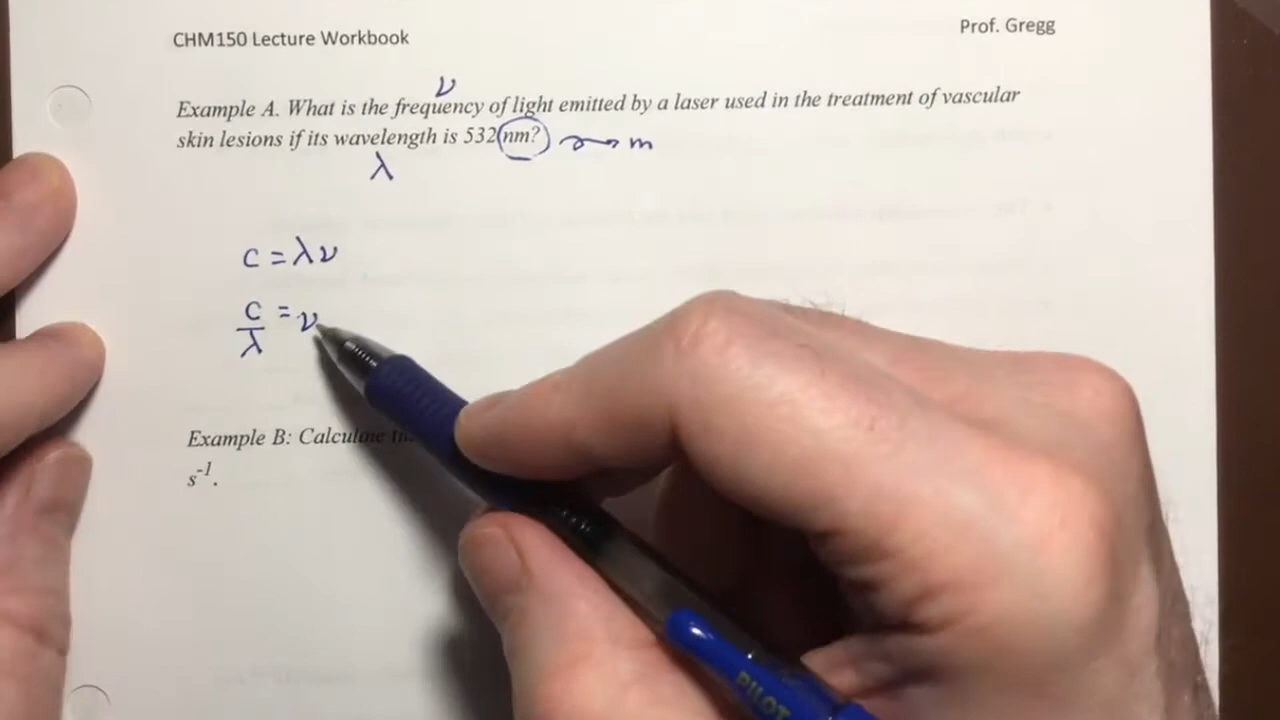 CHM150 Lecture Workbook
Prof. Gregg
ν
Example A. What is the frequency of light emitted by a laser used in the treatment of vascular
skin lesions if its wavelength is 532 nm? m
λ
c = λν
c/λ = ν
Example B: Calculate
s⁻¹.
PILOT